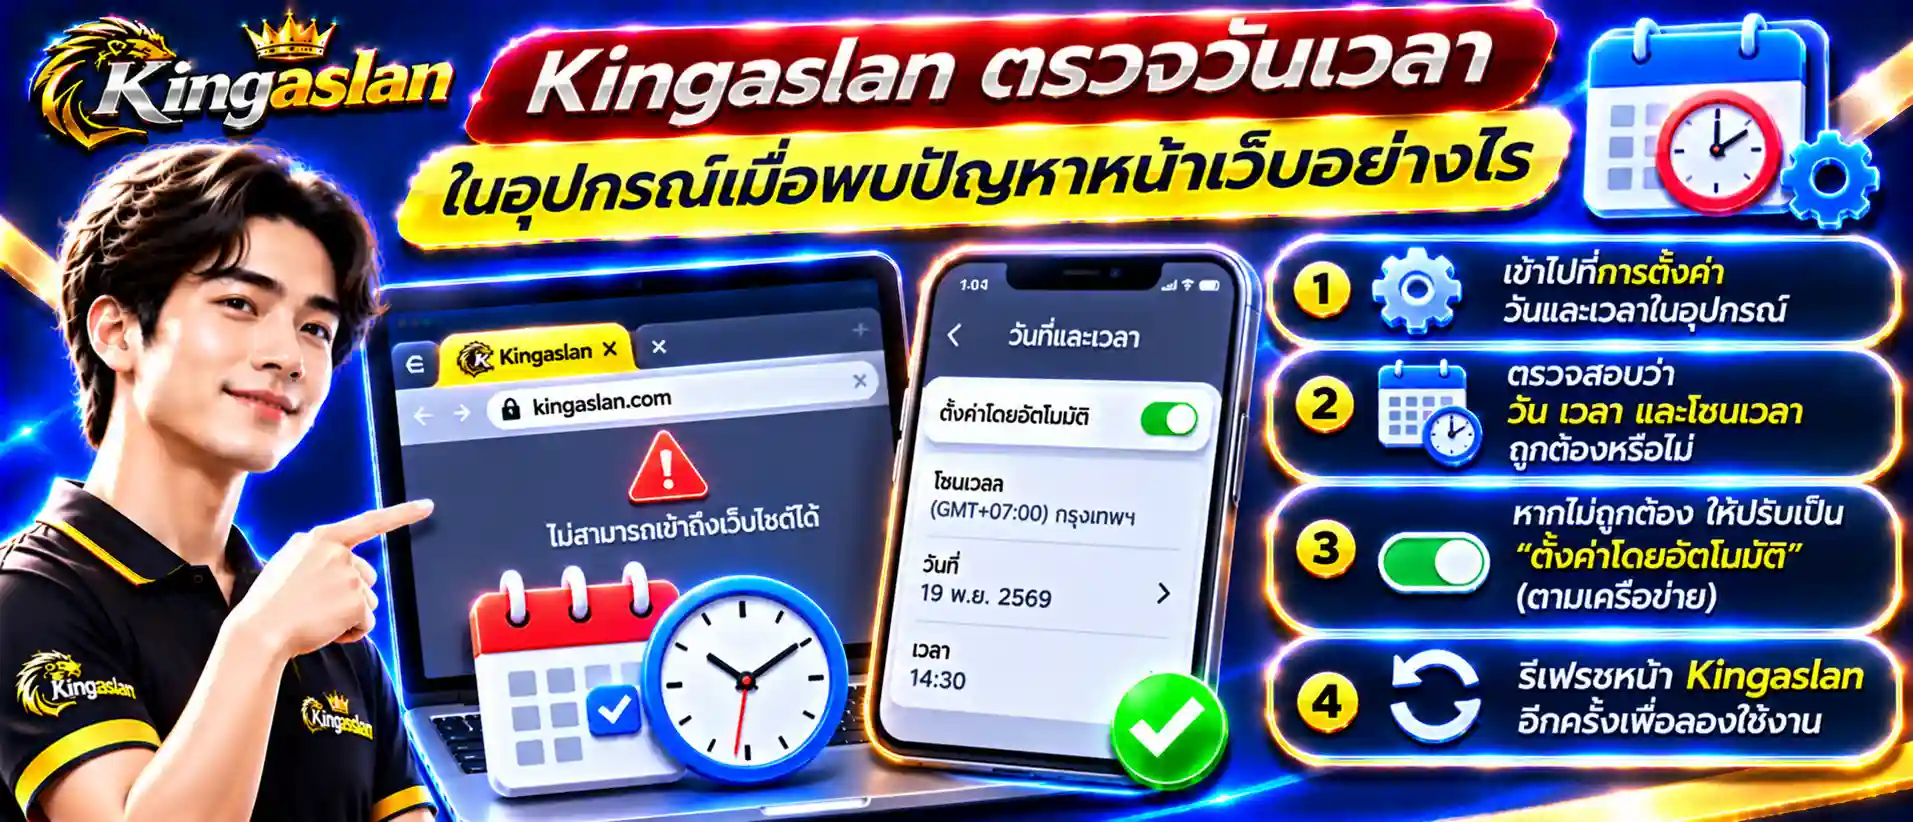 Kingaslan
Kingaslan ตรวจวันเวลา
ในอุปกรณ์เมื่อพบปัญหาหน้าเว็บอย่างไร
Kingaslan
kingaslan.com
ไม่สามารถเข้าถึงเว็บไซต์ได้
วันที่และเวลา
ตั้งค่าโดยอัตโมมัติ
โซนเวลล
(GMT+07:00) กรุงเทพฯ
วันที่
19 พ.ย. 2569
เวลา
14:30
1
เข้าไปที่การตั้งค่า
วันและเวลาในอุปกรณ์
2
ตรวจสอบว่า
วัน เวลา และโซนเวลา
ถูกต้องหรือไม่
3
หากไม่ถูกต้อง ให้ปรับเป็น
“ตั้งค่าโดยอัตโนมัติ”
(ตามเครือข่าย)
4
รีเฟรชหน้า Kingaslan
อีกครั้งเพื่อลองใช้งาน
Kingaslan
Kingaslan